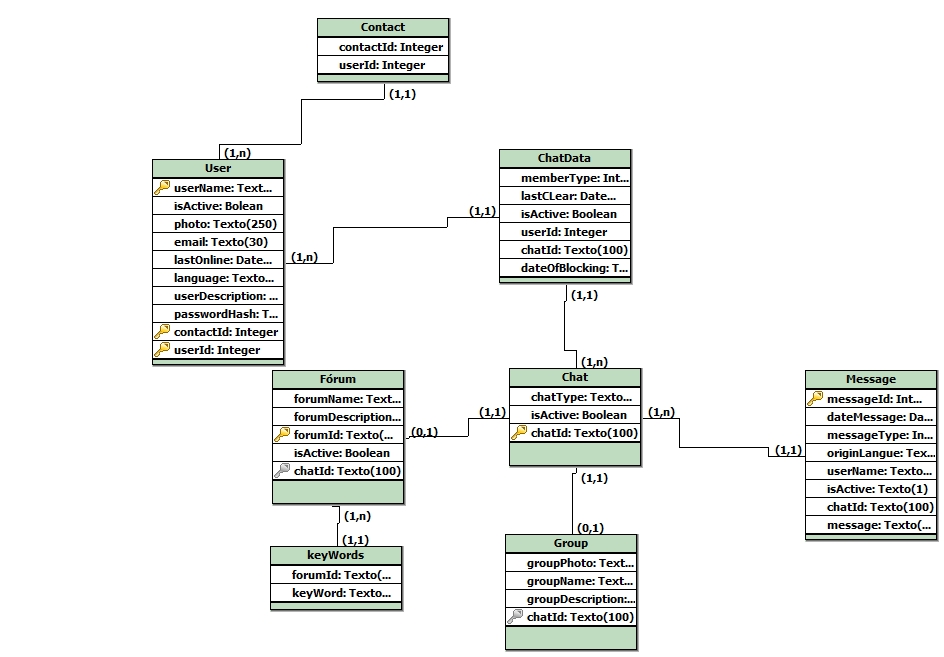 Contact
contactId: Integer
userId: Integer
(1,1)
(1,n)
User
userName: Text...
isActive: Bolean
photo: Texto(250)
email: Texto(30)
lastOnline: Date...
language: Texto...
userDescription: ...
passwordHash: T...
contactId: Integer
userId: Integer
(1,n)
(1,1)
ChatData
memberType: Int...
lastCLear: Date...
isActive: Boolean
userId: Integer
chatId: Texto(100)
dateOfBlocking: T...
(1,1)
(1,n)
Chat
chatType: Texto...
isActive: Boolean
chatId: Texto(100)
(1,1)
(0,1)
Fórum
forumName: Text...
forumDescription...
forumId: Texto(...
isActive: Boolean
chatId: Texto(100)
(1,n)
(1,1)
keyWords
forumId: Texto(...
keyWord: Texto...
(1,1)
(0,1)
Group
groupPhoto: Text...
groupName: Text...
groupDescription:...
chatId: Texto(100)
(1,n)
(1,1)
Message
messageId: Int...
dateMessage: Da...
messageType: In...
originLangue: Tex...
userName: Texto...
isActive: Texto(1)
chatId: Texto(100)
message: Texto(...